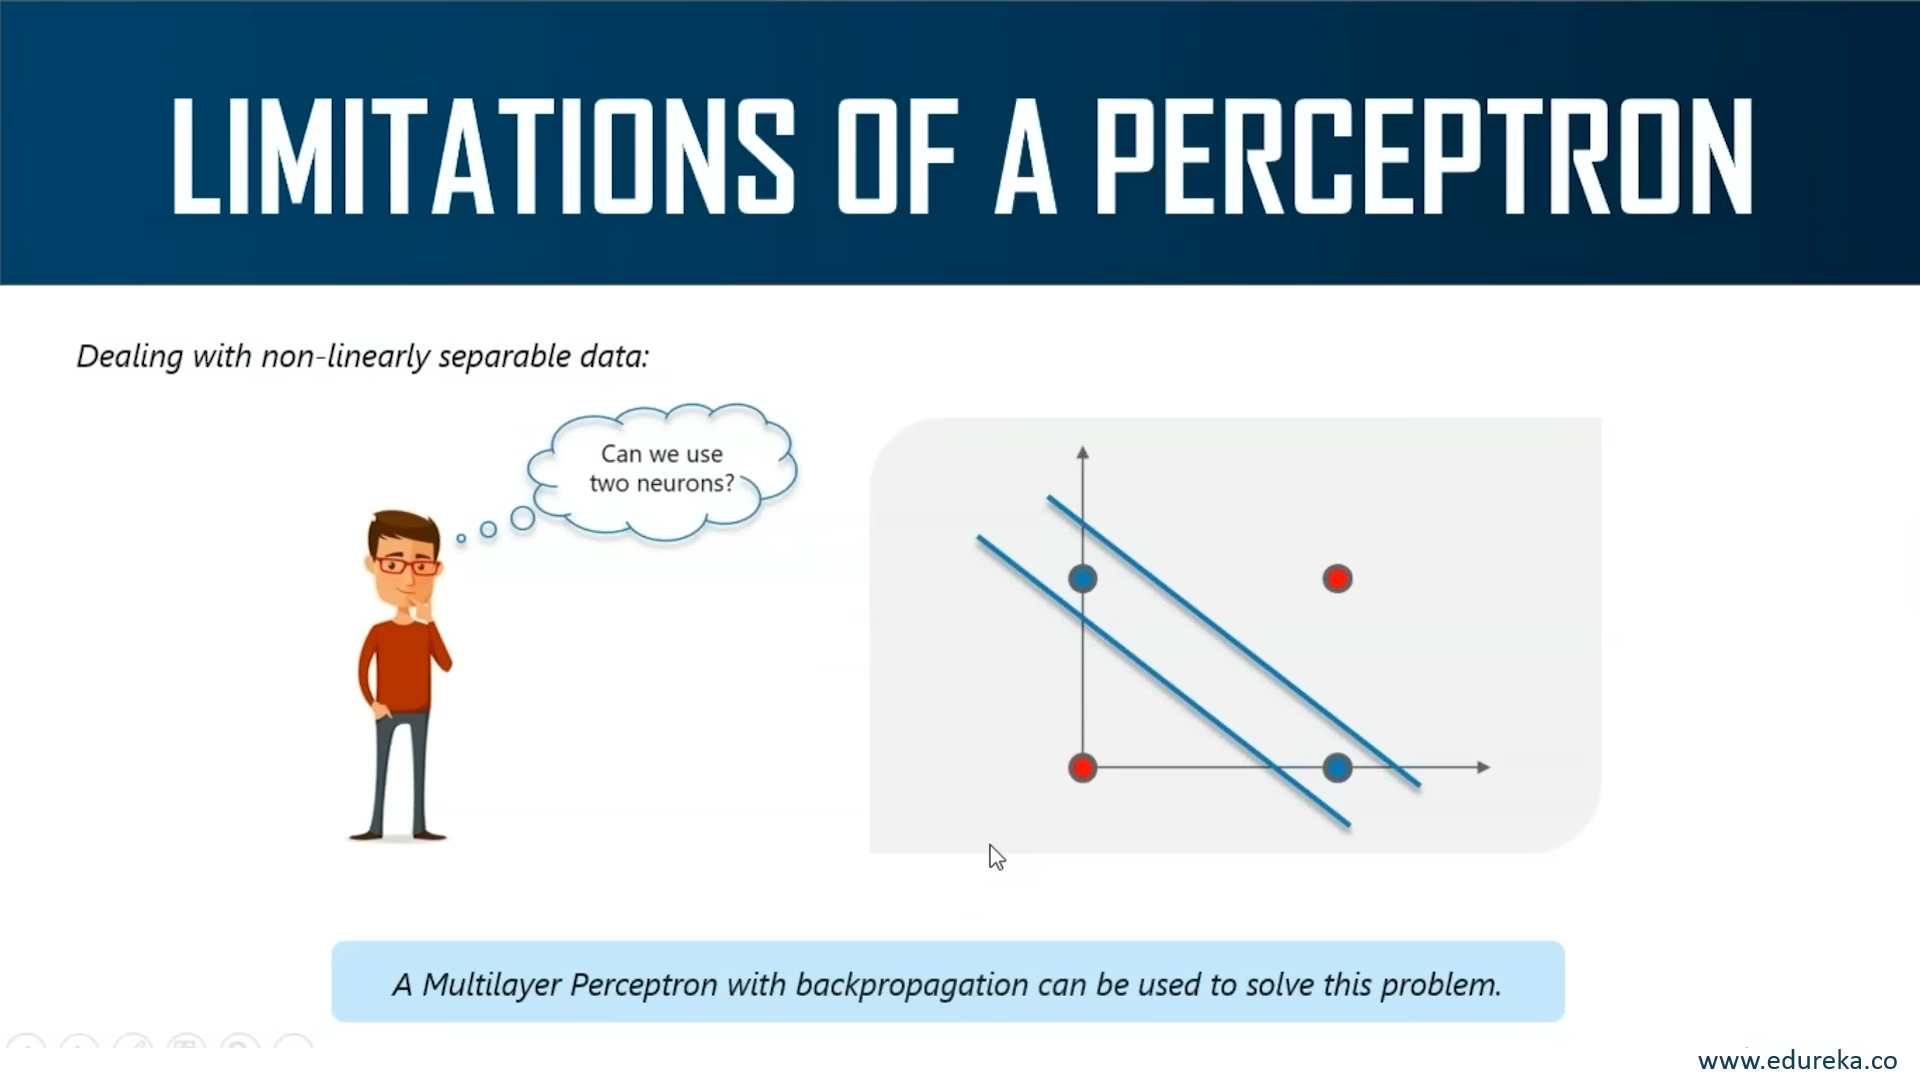 LIMITATIONS OF A PERCEPTRON
Dealing with non-linearly separable data:
Can we use
two neurons?
A Multilayer Perceptron with backpropagation can be used to solve this problem.
www.edureka.co